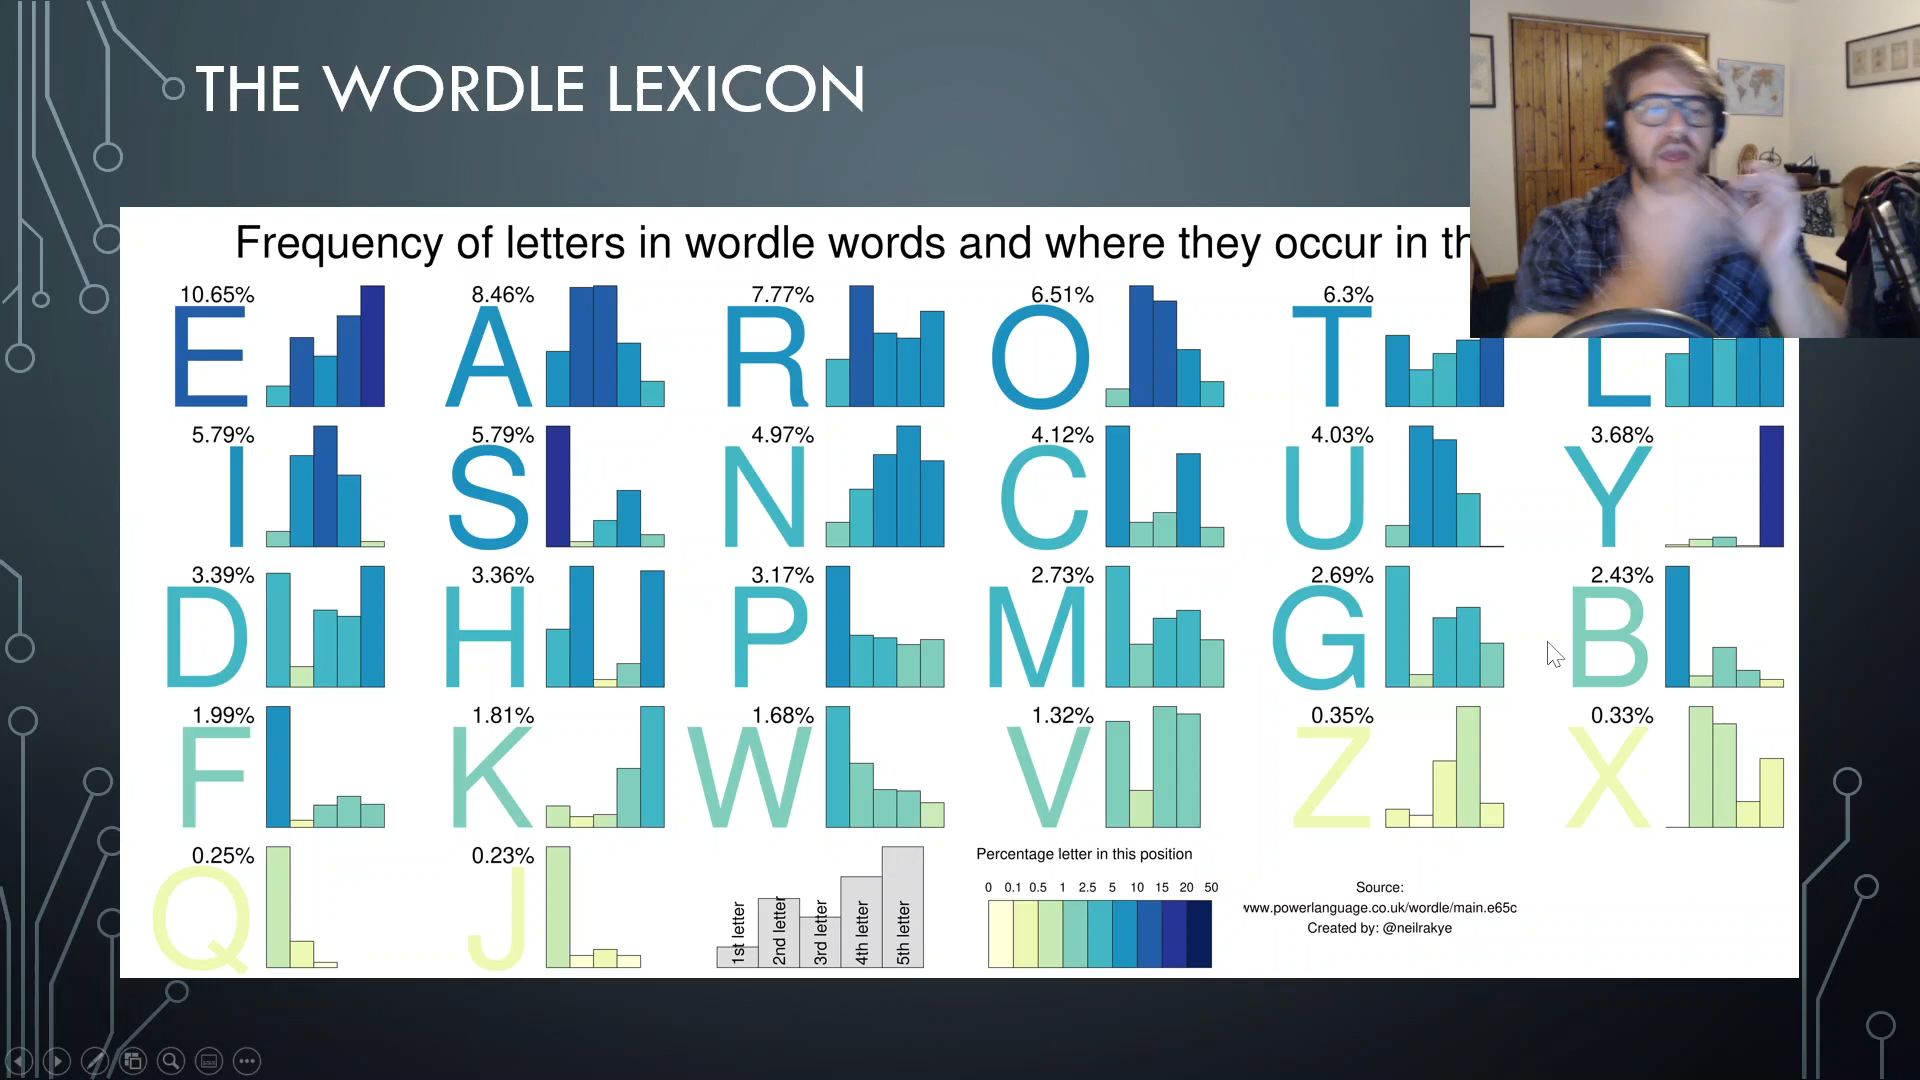 THE WORDLE LEXICON
Frequency of letters in wordle words and where they occur in th
10.65% 8.46% 7.77% 6.51% 6.3%
E A R O T L
5.79% 5.79% 4.97% 4.12% 4.03% 3.68%
I S N C U Y
3.39% 3.36% 3.17% 2.73% 2.69% 2.43%
D H P M G B
1.99% 1.81% 1.68% 1.32% 0.35% 0.33%
F K W V Z X
0.25% 0.23%
Q J
1st letter
2nd letter
3rd letter
4th letter
5th letter
Percentage letter in this position
0 0.1 0.5 1 2.5 5 10 15 20 50
Source:
www.powerlanguage.co.uk/wordle/main.e65c
Created by: @neilrakye